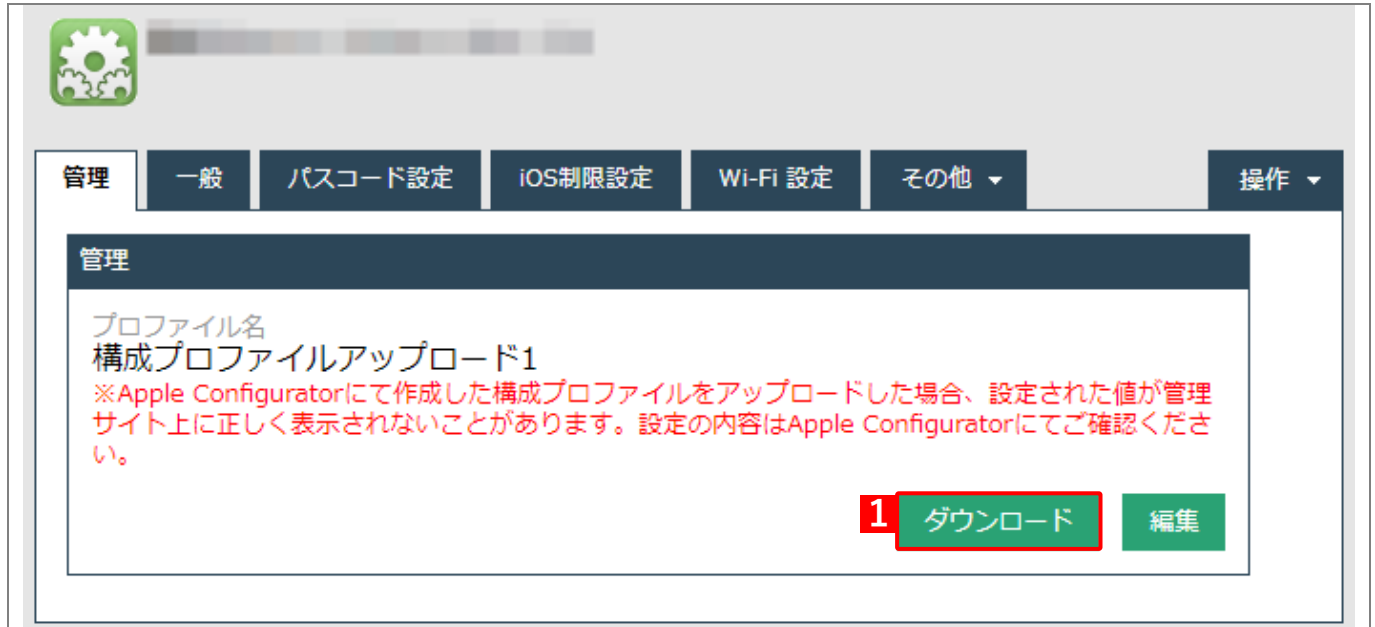 管理 一般 パスコード設定 iOS制限設定 Wi-Fi 設定 その他 操作
管理
プロファイル名
構成プロファイルアップロード1
※Apple Configuratorにて作成した構成プロファイルをアップロードした場合、設定された値が管理
サイト上に正しく表示されないことがあります。設定の内容はApple Configuratorにてご確認くださ
い。
1 ダウンロード 編集